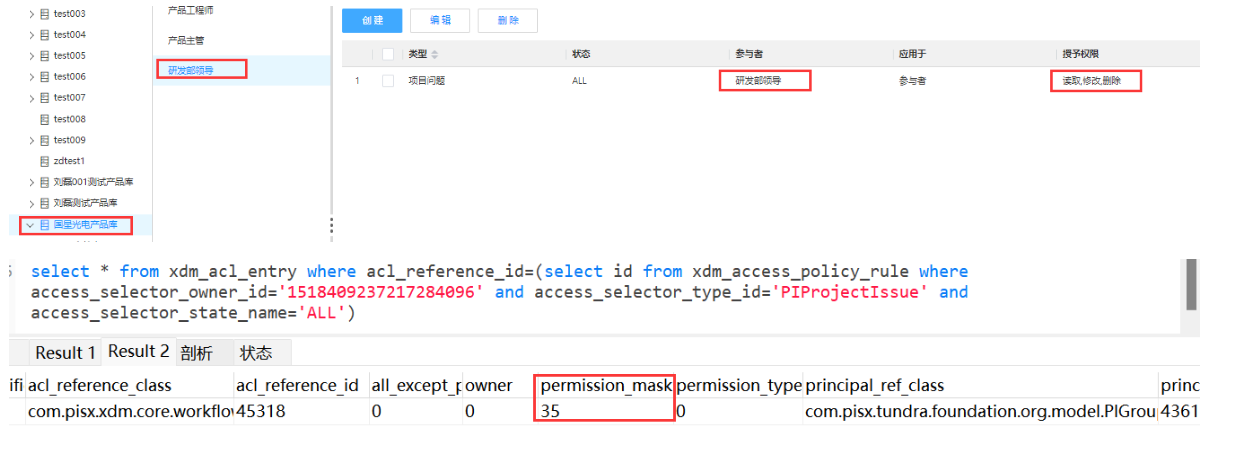 test003
test004
test005
test006
test007
test008
test009
zdtest1
刘磊001测试产品库
刘磊测试产品库
国星光电产品库
产品工程师
产品主管
研发部领导
创建 编辑 删除
类型 状态 参与者 应用于 授予权限
1 项目问题 ALL 研发部领导 参与者 读取,修改,删除
select * from xdm_acl_entry where acl_reference_id=(select id from xdm_access_policy_rule where
access_selector_owner_id='1518409237217284096' and access_selector_type_id='PIProjectIssue' and
access_selector_state_name='ALL')
Result 1 Result 2 剖析 状态
ifi acl_reference_class acl_reference_id all_except_p owner permission_mask permission_type principal_ref_class princ
com.pisx.xdm.core.workflo 45318 0 0 35 0 com.pisx.tundra.foundation.org.model.PIGrou 4361